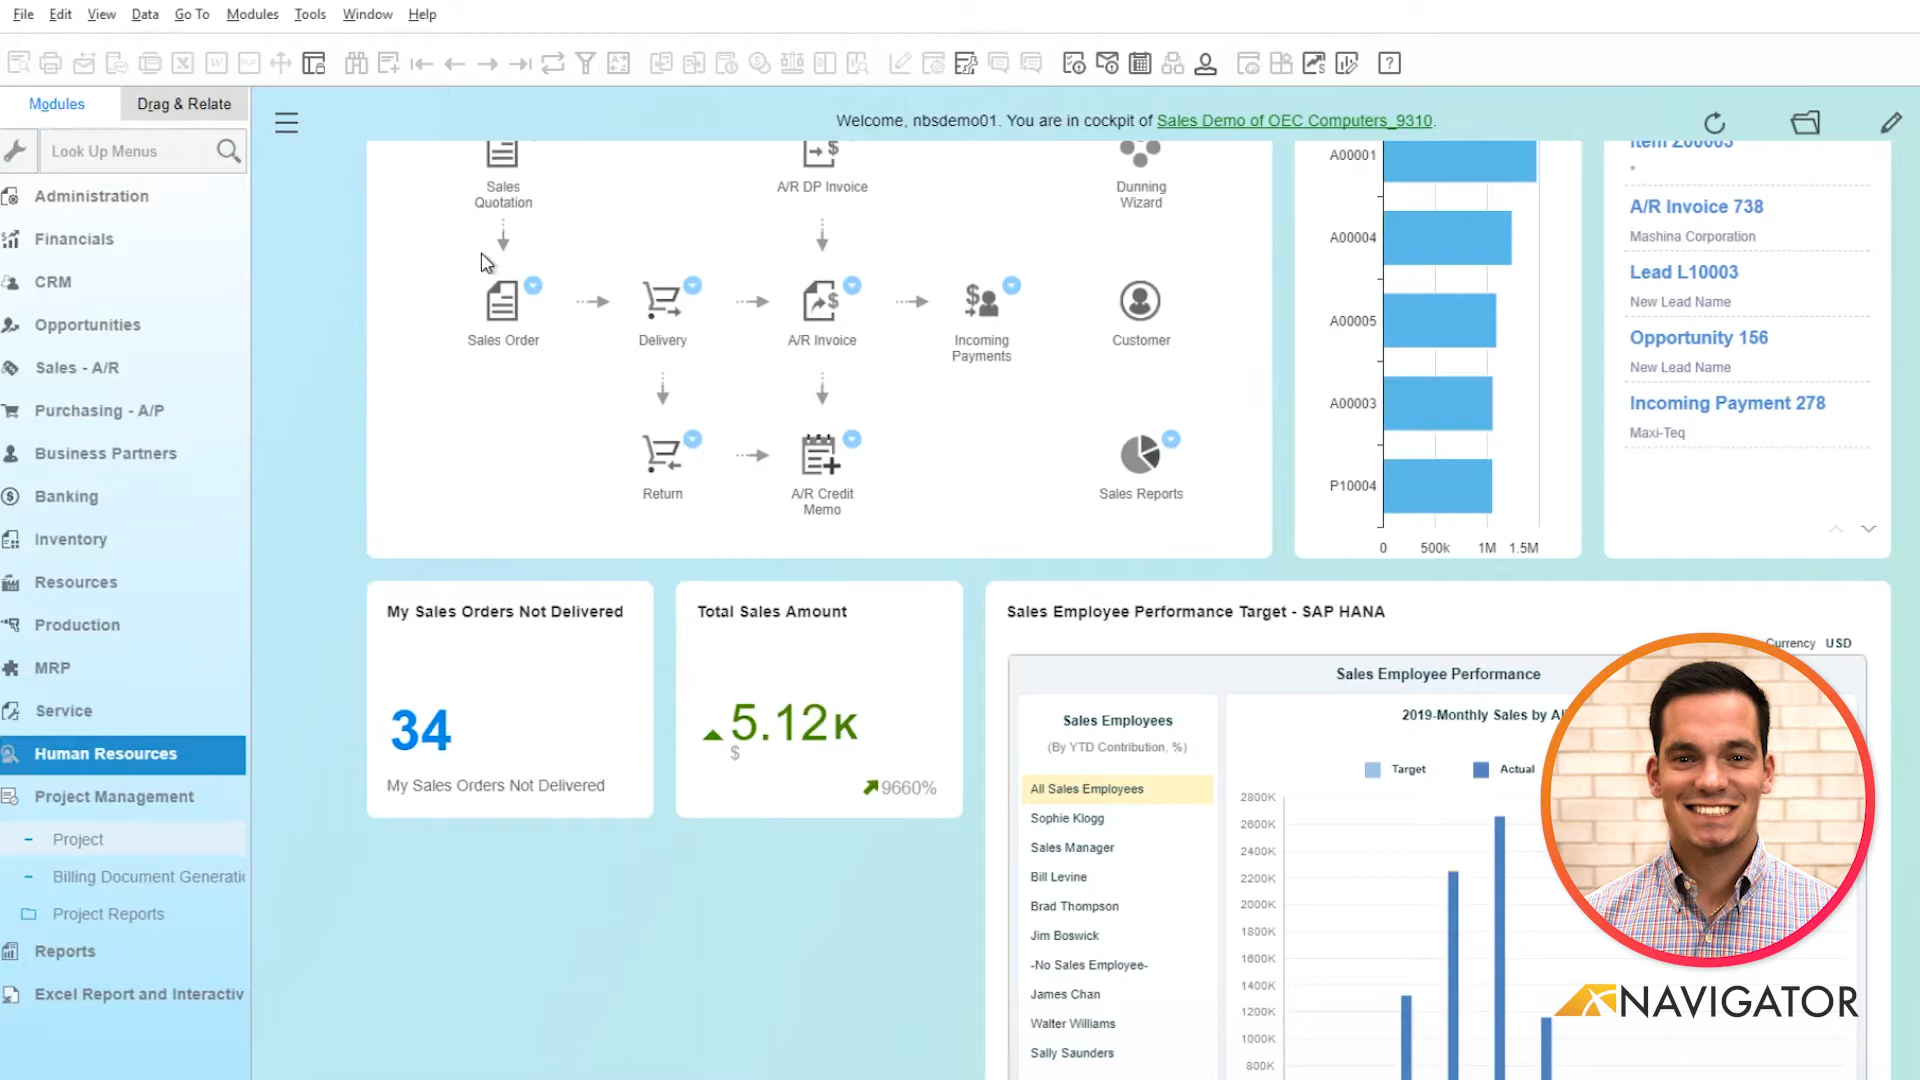 File Edit View Data Go To Modules Tools Window Help
Modules
Drag & Relate
Look Up Menus
Administration
Financials
CRM
Opportunities
Sales - A/R
Purchasing - A/P
Business Partners
Banking
Inventory
Resources
Production
MRP
Service
Human Resources
Project Management
Project
Billing Document Generati
Project Reports
Reports
Excel Report and Interactiv
Welcome, nbsdemo01. You are in cockpit of Sales Demo of OEC Computers_9310.
Sales
Quotation
A/R DP Invoice
Dunning
Wizard
Sales Order
Delivery
A/R Invoice
Incoming
Payments
Customer
Return
A/R Credit
Memo
Sales Reports
A00001
A00004
A00005
A00003
P10004
0 500k 1M 1.5M
Item Z00003
*
A/R Invoice 738
Mashina Corporation
Lead L10003
New Lead Name
Opportunity 156
New Lead Name
Incoming Payment 278
Maxi-Teq
My Sales Orders Not Delivered
34
My Sales Orders Not Delivered
Total Sales Amount
5.12K
$
9660%
Sales Employee Performance Target - SAP HANA
Currency USD
Sales Employee Performance
Sales Employees
(By YTD Contribution, %)
All Sales Employees
Sophie Klogg
Sales Manager
Bill Levine
Brad Thompson
Jim Boswick
-No Sales Employee-
James Chan
Walter Williams
Sally Saunders
2019-Monthly Sales by Al
Target
Actual
2800K
2600K
2400K
2200K
2000K
1800K
1600K
1400K
1200K
1000K
800K
NAVIGATOR